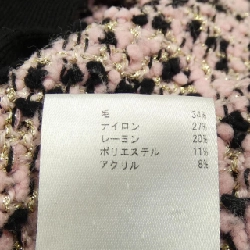 毛 34%
ナイロン 27%
レーミン 20%
ポリエステル 11%
アクリル 8%